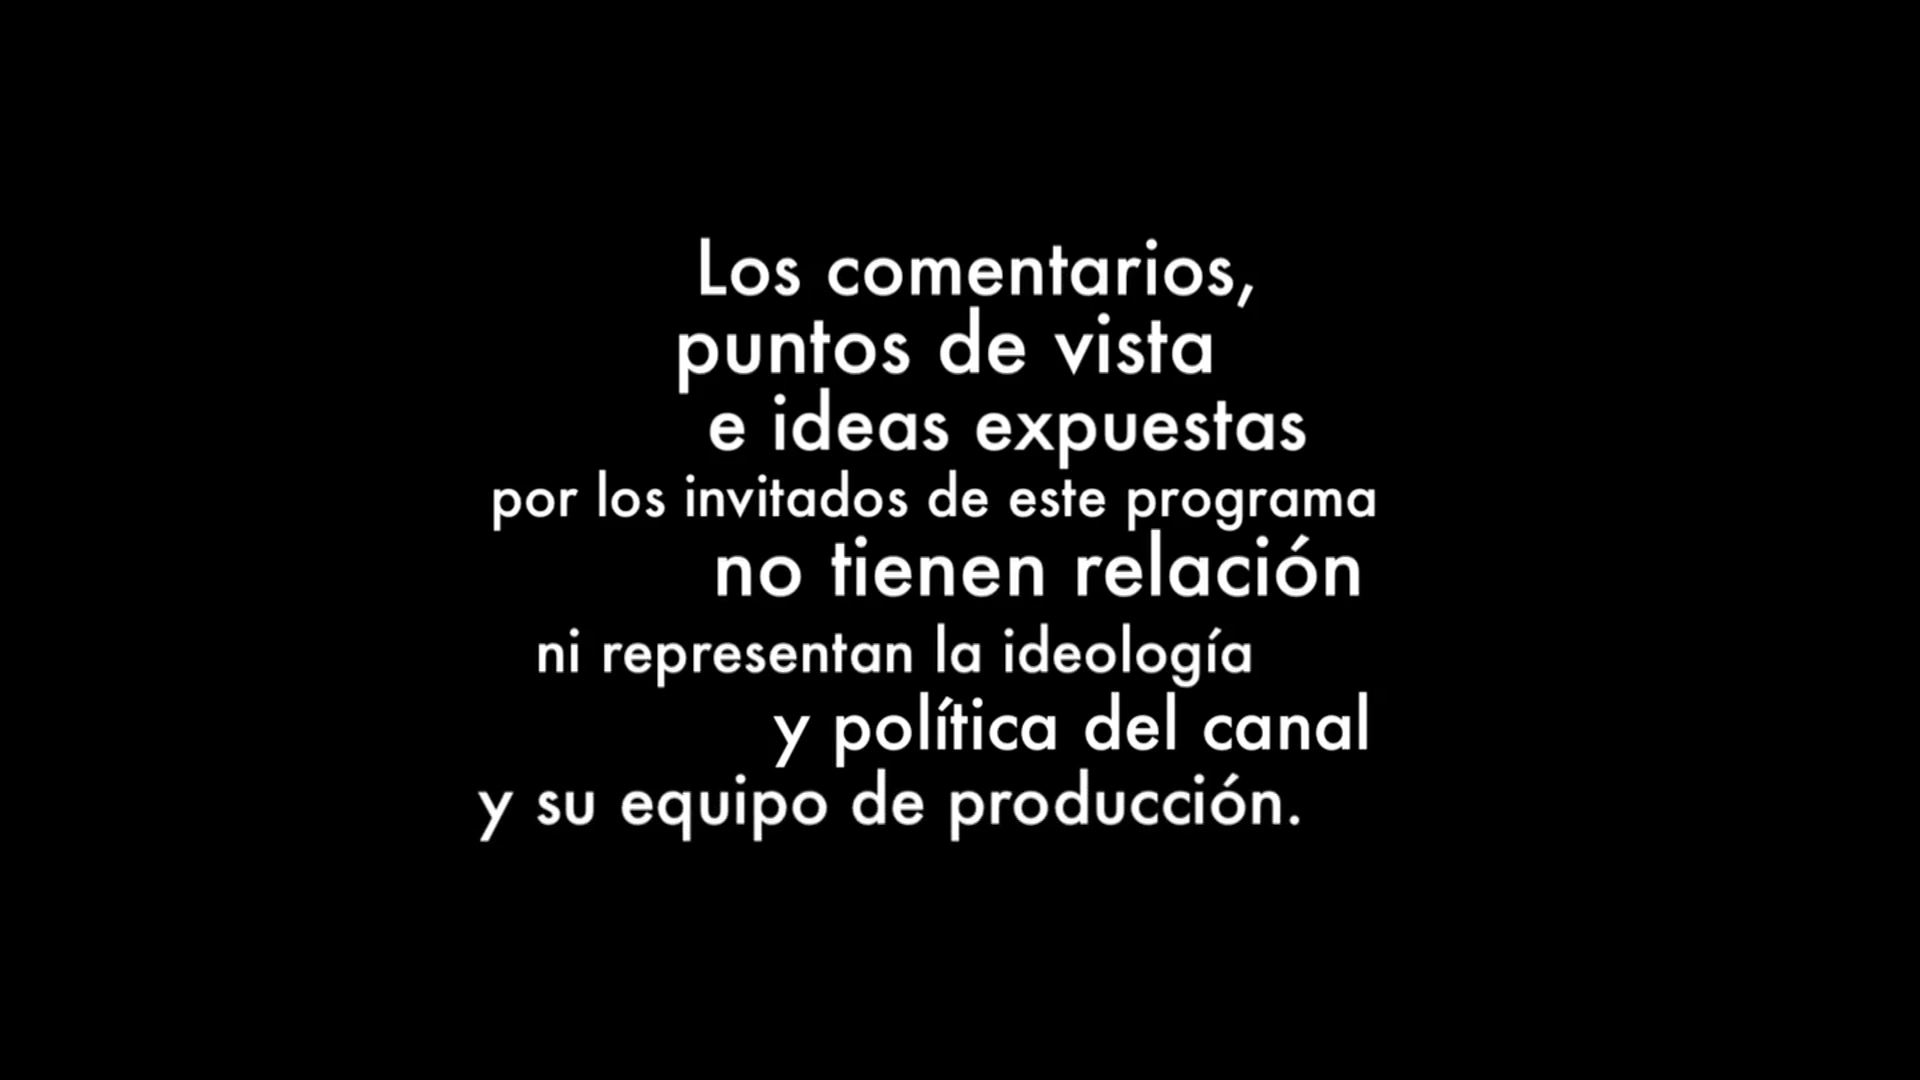 Los comentarios,
puntos de vista
e ideas expuestas
por los invitados de este programa
no tienen relación
ni representan la ideología
y política del canal
y su equipo de producción.